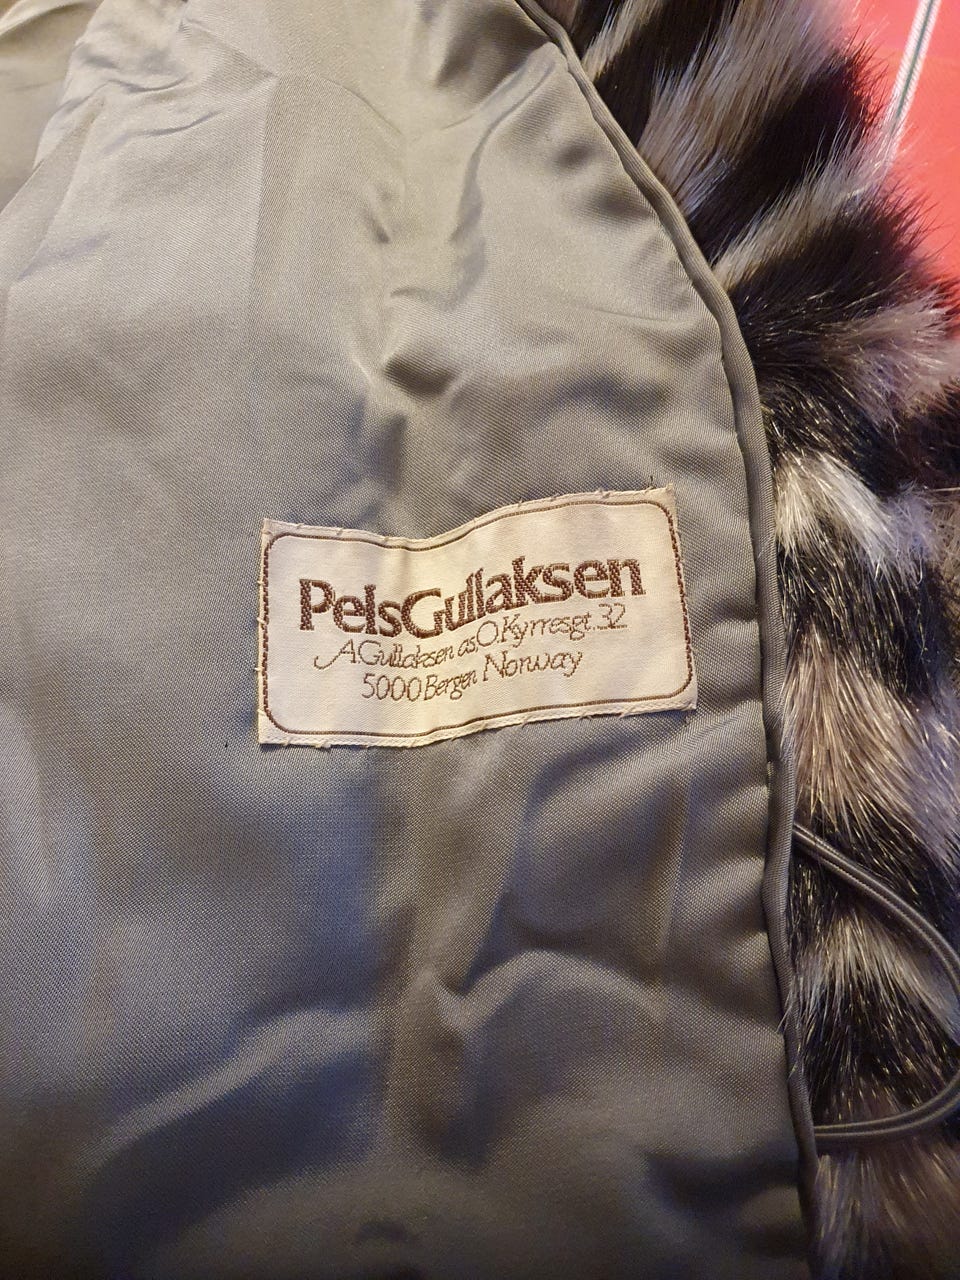 PelsGullaksen
A.Gullaksen as,O.Kyrresgt.32
5000 Bergen Norway